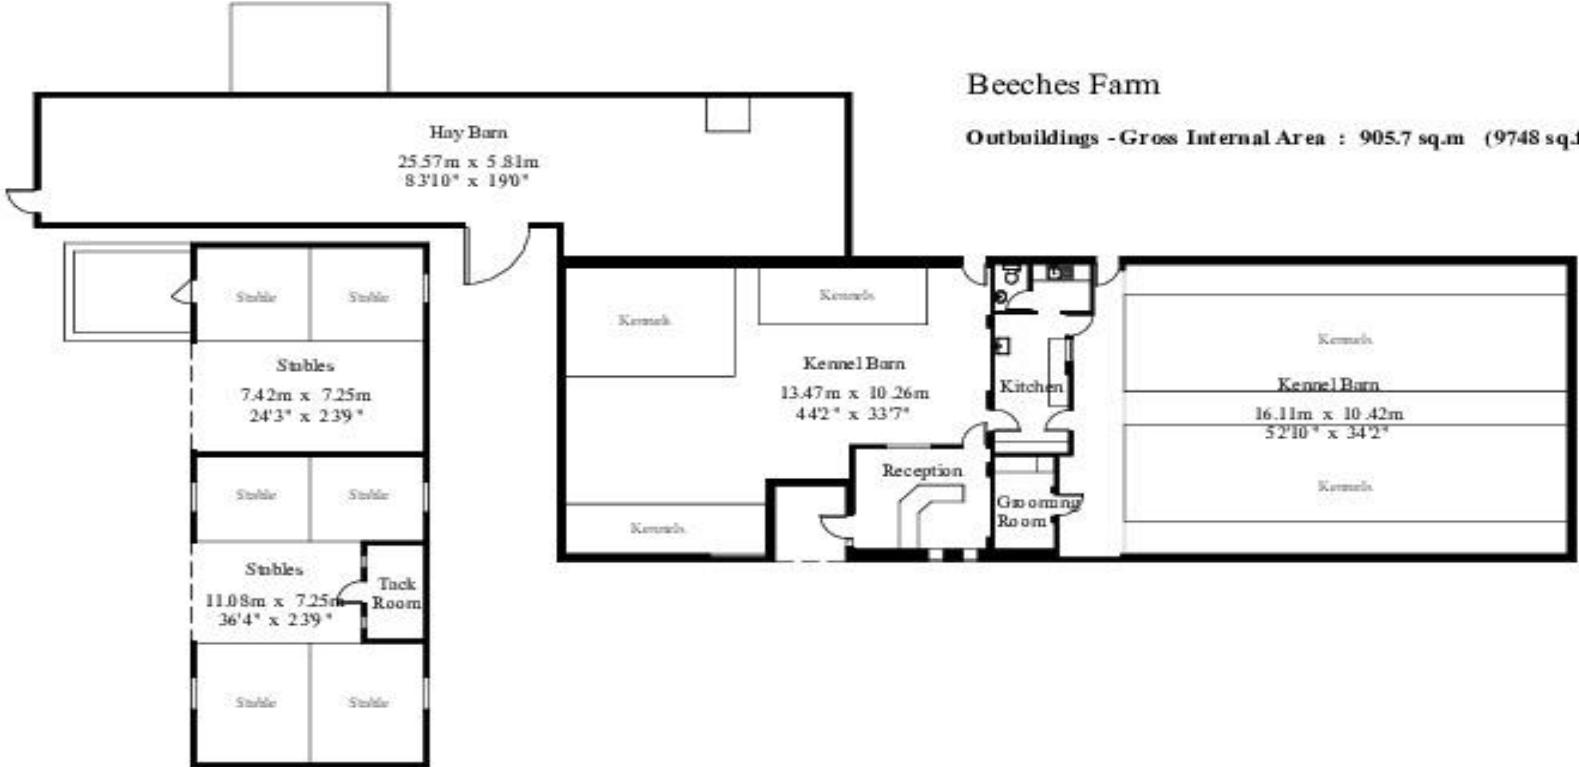 Beeches Farm
Outbuildings - Gross Internal Area : 905.7 sq.m (9748 sq.f
Hay Barn
25.57m x 5.81m
83'10" x 19'0"
Stable
Stable
Stables
7.42m x 7.25m
24'3" x 23'9"
Stable
Stable
Stables
11.08m x 7.25m
36'4" x 23'9"
Tack
Room
Stable
Stable
Kennels
Kennels
Kennel Barn
13.47m x 10.26m
44'2" x 33'7"
Kennels
Reception
Kitchen
Grooming
Room
Kennels
Kennel Barn
16.11m x 10.42m
52'10" x 34'2"
Kennels